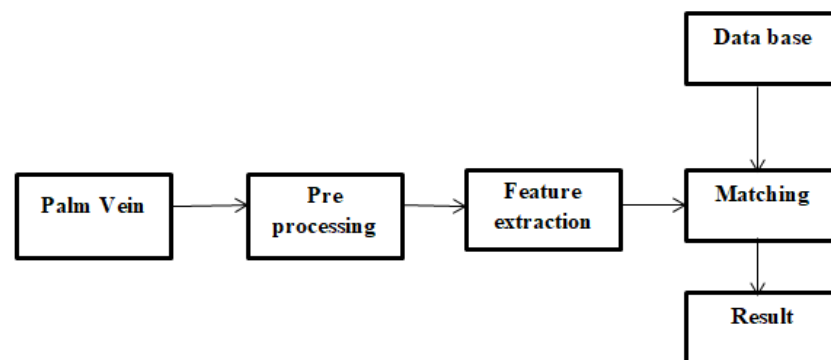 Data base
Palm Vein
Pre
processing
Feature
extraction
Matching
Result